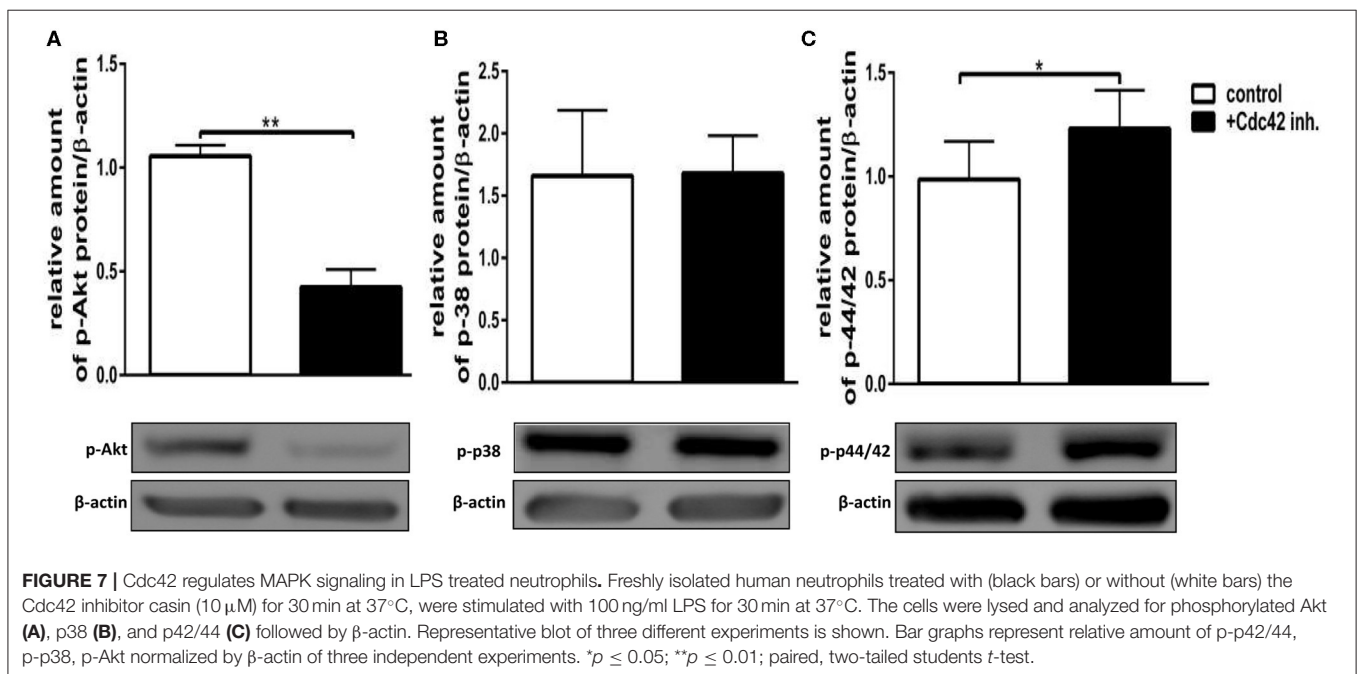 A
B
C
relative amount
of p-Akt protein/β-actin
1.5
1.0
0.5
0.0
**
relative amount
of p-38 protein/β-actin
2.5
2.0
1.5
1.0
0.5
0.0
relative amount
of p-44/42 protein/β-actin
1.5
1.0
0.5
0.0
*
control
+Cdc42 inh.
p-Akt
β-actin
p-p38
β-actin
p-p44/42
β-actin
FIGURE 7 | Cdc42 regulates MAPK signaling in LPS treated neutrophils. Freshly isolated human neutrophils treated with (black bars) or without (white bars) the
Cdc42 inhibitor casin (10 μM) for 30 min at 37°C, were stimulated with 100 ng/ml LPS for 30 min at 37°C. The cells were lysed and analyzed for phosphorylated Akt
(A), p38 (B), and p42/44 (C) followed by β-actin. Representative blot of three different experiments is shown. Bar graphs represent relative amount of p-p42/44,
p-p38, p-Akt normalized by β-actin of three independent experiments. *p ≤ 0.05; **p ≤ 0.01; paired, two-tailed students t-test.